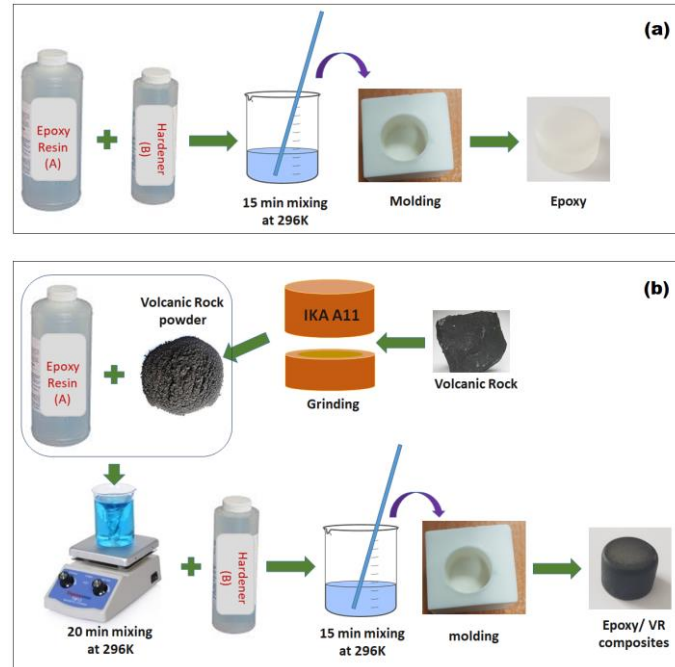 (a)
Epoxy
Resin
(A)
Hardener
(B)
15 min mixing
at 296K
Molding
Epoxy
(b)
Volcanic Rock
powder
IKA A11
Grinding
Volcanic Rock
Epoxy
Resin
(A)
20 min mixing
at 296K
Hardener
(B)
15 min mixing
at 296K
molding
Epoxy/ VR
composites